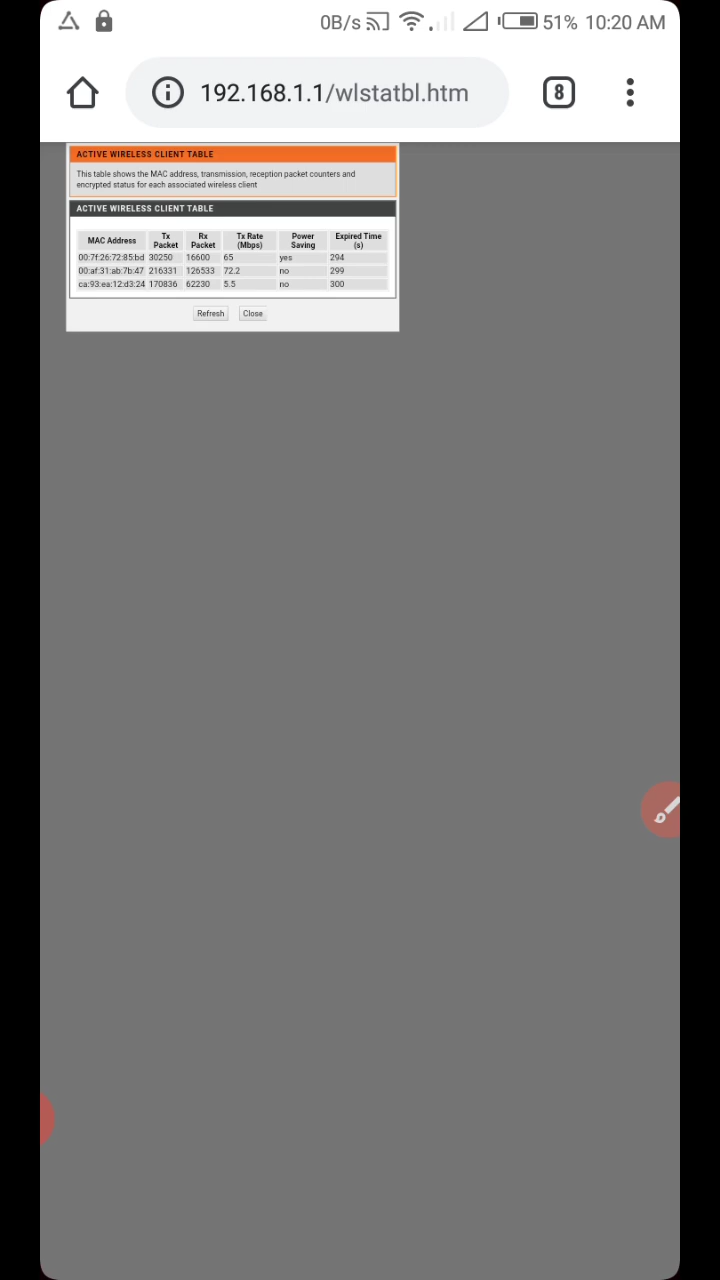 0B/s 51% 10:20 AM
192.168.1.1/wlstatbl.htm 8
ACTIVE WIRELESS CLIENT TABLE
This table shows the MAC address, transmission, reception packet counters and
encrypted status for each associated wireless client
ACTIVE WIRELESS CLIENT TABLE
MAC Address Tx Packet Rx Packet Tx Rate (Mbps) Power Saving Expired Time (s)
00:7f:26:72:85:bd 30250 16600 65 yes 294
00:af:31:ab:7b:47 216331 126533 72.2 no 299
ca:93:ea:12:d3:24 170836 62230 5.5 no 300
Refresh Close